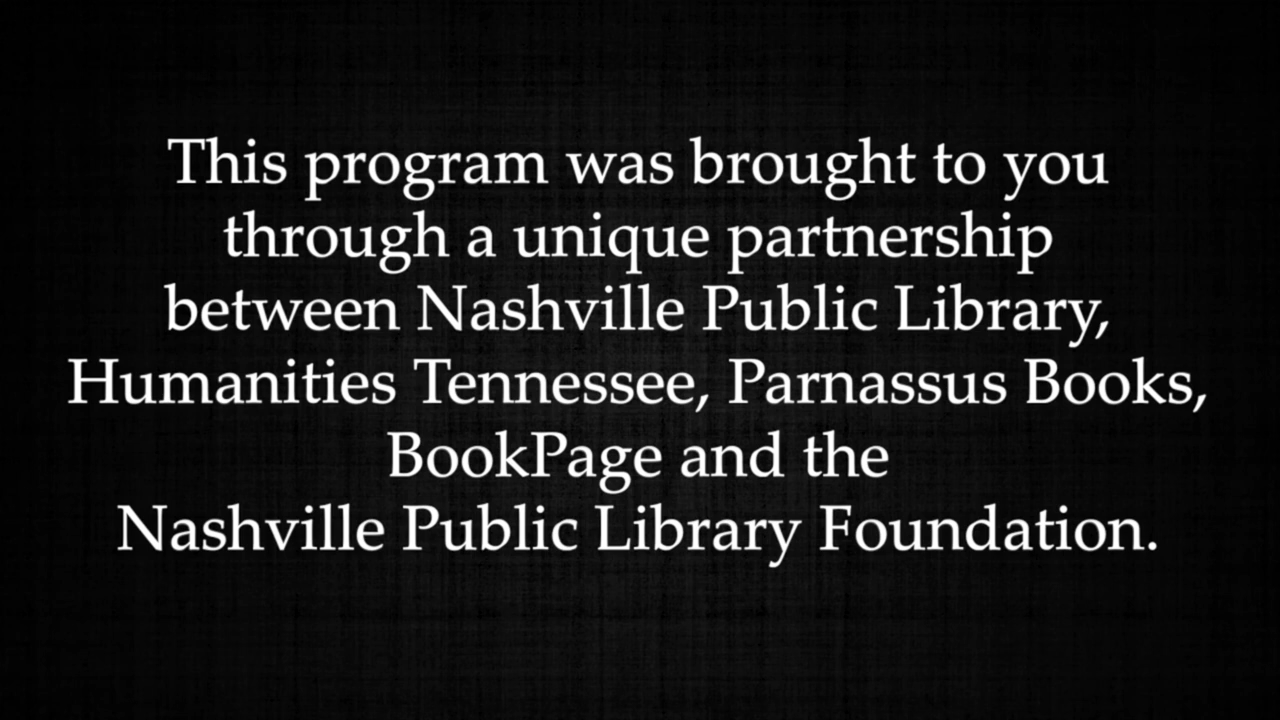 This program was brought to you
through a unique partnership
between Nashville Public Library,
Humanities Tennessee, Parnassus Books,
BookPage and the
Nashville Public Library Foundation.